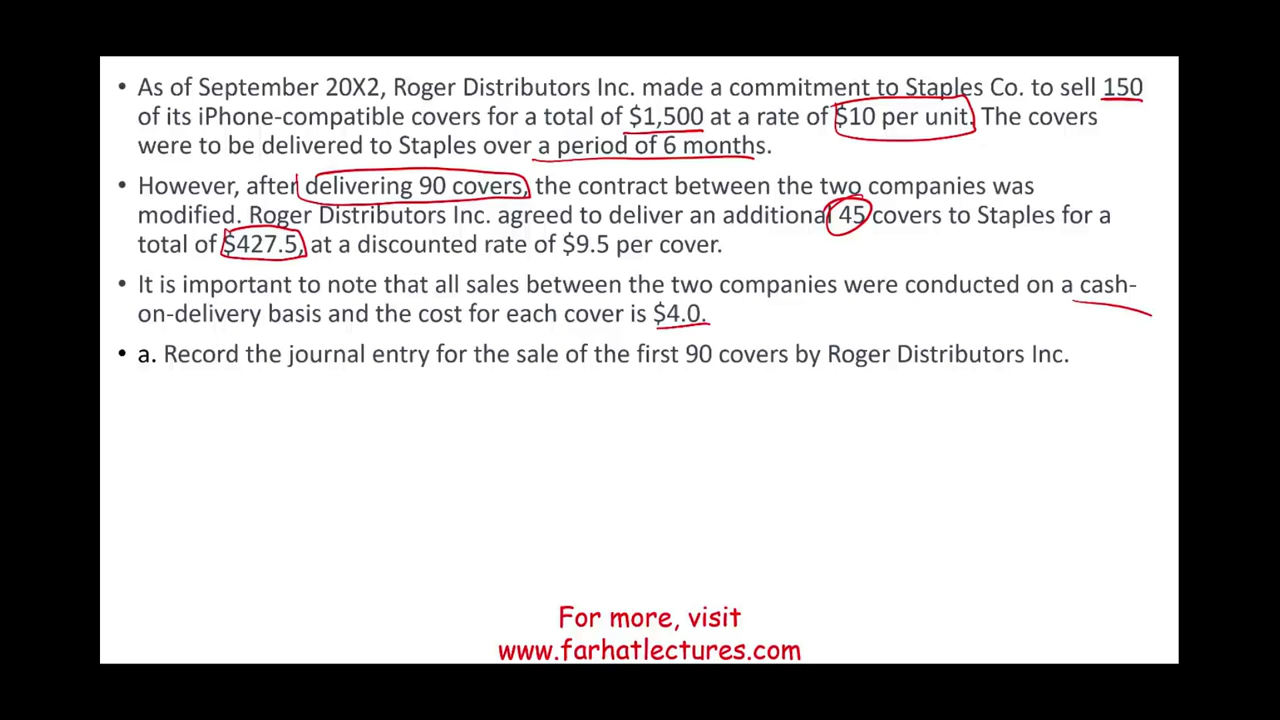 • As of September 20X2, Roger Distributors Inc. made a commitment to Staples Co. to sell 150
of its iPhone-compatible covers for a total of $1,500 at a rate of $10 per unit. The covers
were to be delivered to Staples over a period of 6 months.
• However, after delivering 90 covers, the contract between the two companies was
modified. Roger Distributors Inc. agreed to deliver an additional 45 covers to Staples for a
total of $427.5, at a discounted rate of $9.5 per cover.
• It is important to note that all sales between the two companies were conducted on a cash-
on-delivery basis and the cost for each cover is $4.0.
• a. Record the journal entry for the sale of the first 90 covers by Roger Distributors Inc.
For more, visit
www.farhatlectures.com